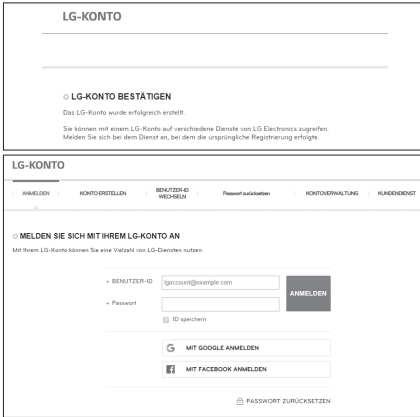 LG-KONTO
LG-KONTO BESTÄTIGEN
Das LG-Konto wurde erfolgreich erstellt.
Sie können mit einem LG-Konto auf verschiedene Dienste von LG Electronics zugreifen.
Melden Sie sich bei dem Dienst an, bei dem die ursprüngliche Registrierung erfolgte.
LG-KONTO
ANMELDEN KONTO ERSTELLEN BENUTZER-ID WECHSELN Passwort zurücksetzen KONTOVERWALTUNG KUNDENDIENST
MELDEN SIE SICH MIT IHREM LG-KONTO AN
Mit Ihrem LG-Konto können Sie eine Vielzahl von LG-Diensten nutzen.
BENUTZER-ID lgaccount@example com
ANMELDEN
Passwort
ID speichern
G MIT GOOGLE ANMELDEN
f MIT FACEBOOK ANMELDEN
PASSWORT ZURÜCKSETZEN